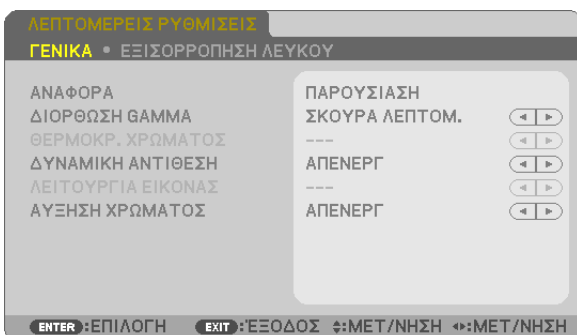 ΛΕΠΤΟΜΕΡΕΙΣ ΡΥΘΜΙΣΕΙΣ
ΓΕΝΙΚΑ • ΕΞΙΣΟΡΡΟΠΗΣΗ ΛΕΥΚΟΥ
ΑΝΑΦΟΡΑ ΠΑΡΟΥΣΙΑΣΗ
ΔΙΟΡΘΩΣΗ GAMMA ΣΚΟΥΡΑ ΛΕΠΤΟΜ.
ΘΕΡΜΟΚΡ. ΧΡΩΜΑΤΟΣ ---
ΔΥΝΑΜΙΚΗ ΑΝΤΙΘΕΣΗ ΑΠΕΝΕΡΓ
ΛΕΙΤΟΥΡΓΙΑ ΕΙΚΟΝΑΣ ---
ΑΥΞΗΣΗ ΧΡΩΜΑΤΟΣ ΑΠΕΝΕΡΓ
ENTER :ΕΠΙΛΟΓΗ EXIT :ΈΞΟΔΟΣ :ΜΕΤ/ΝΗΣΗ :ΜΕΤ/ΝΗΣΗ